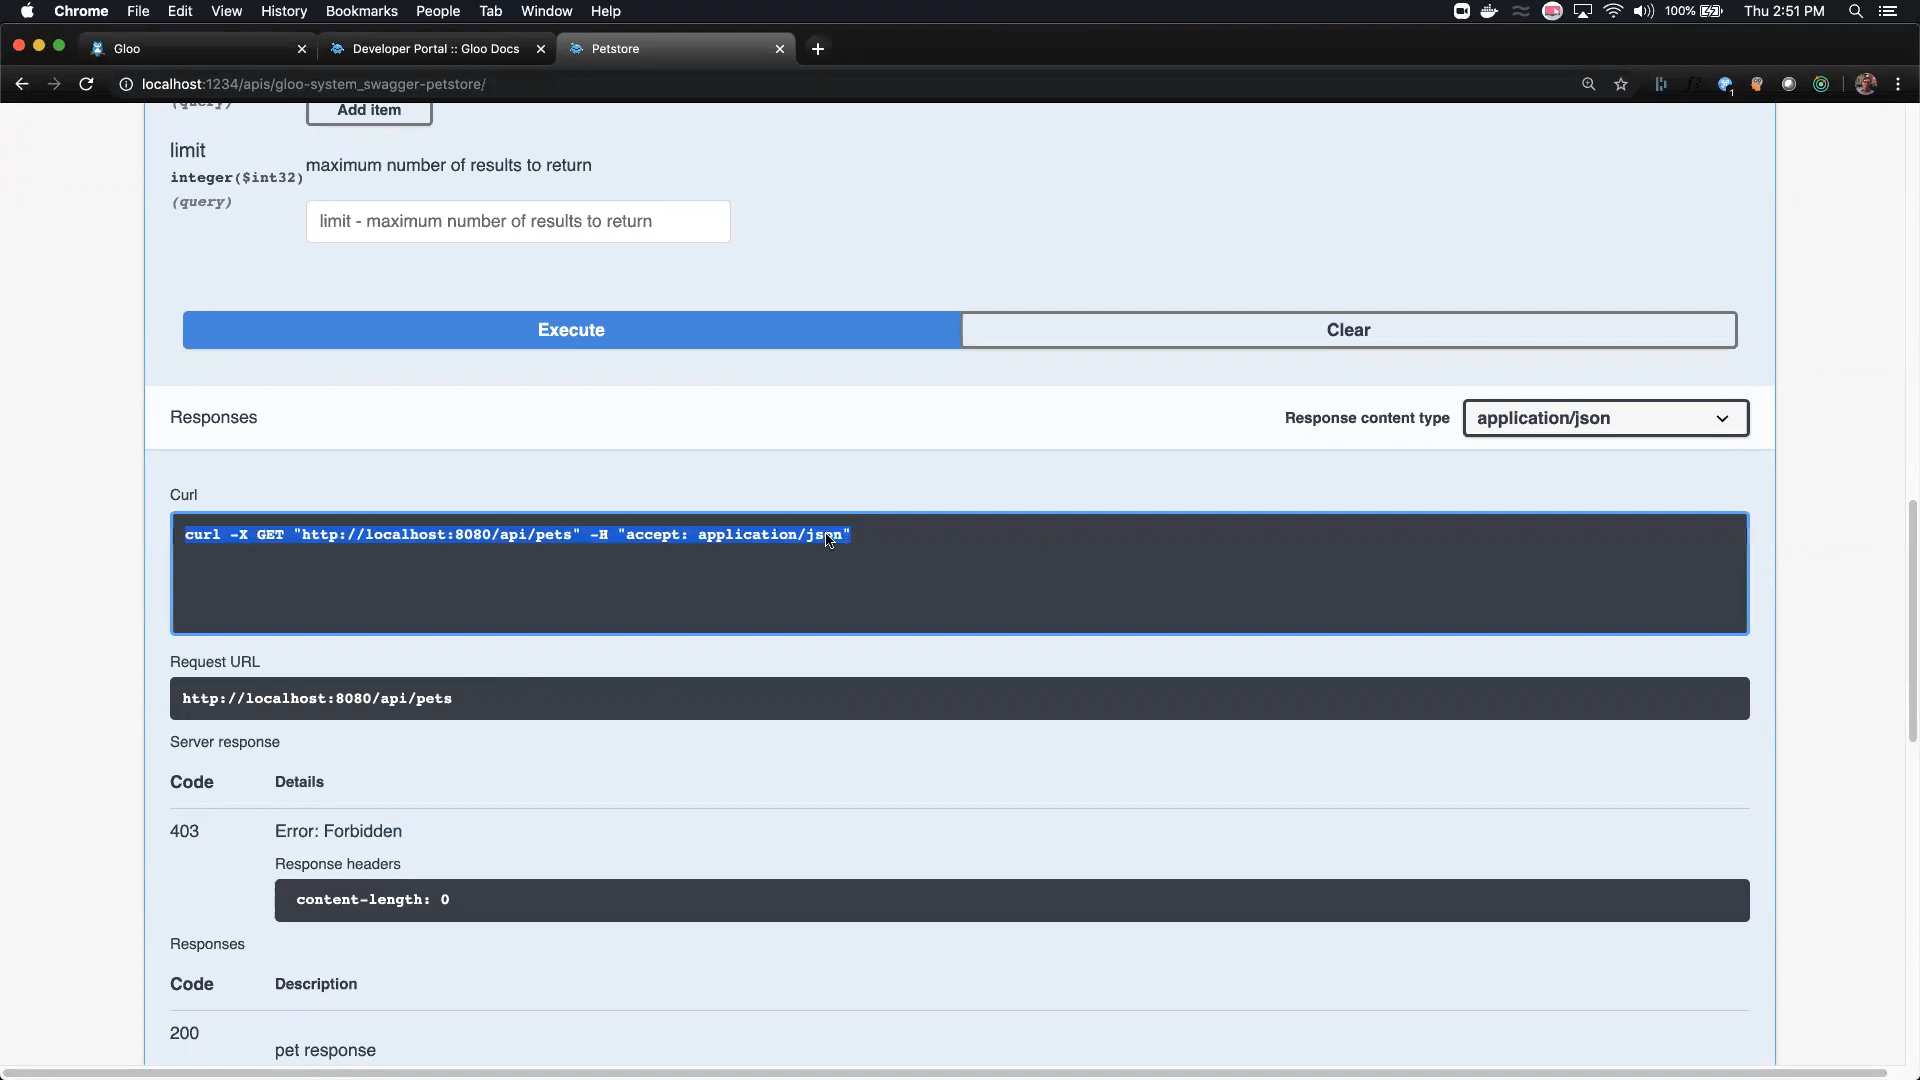 Chrome File Edit View History Bookmarks People Tab Window Help 100% Thu 2:51 PM
Gloo Developer Portal :: Gloo Docs Petstore
localhost:1234/apis/gloo-system_swagger-petstore/
(query) Add item
limit
maximum number of results to return
integer($int32)
(query)
limit - maximum number of results to return
Execute Clear
Responses Response content type application/json
Curl
curl -X GET "http://localhost:8080/api/pets" -H "accept: application/json"
Request URL
http://localhost:8080/api/pets
Server response
Code Details
403 Error: Forbidden
Response headers
content-length: 0
Responses
Code Description
200
pet response